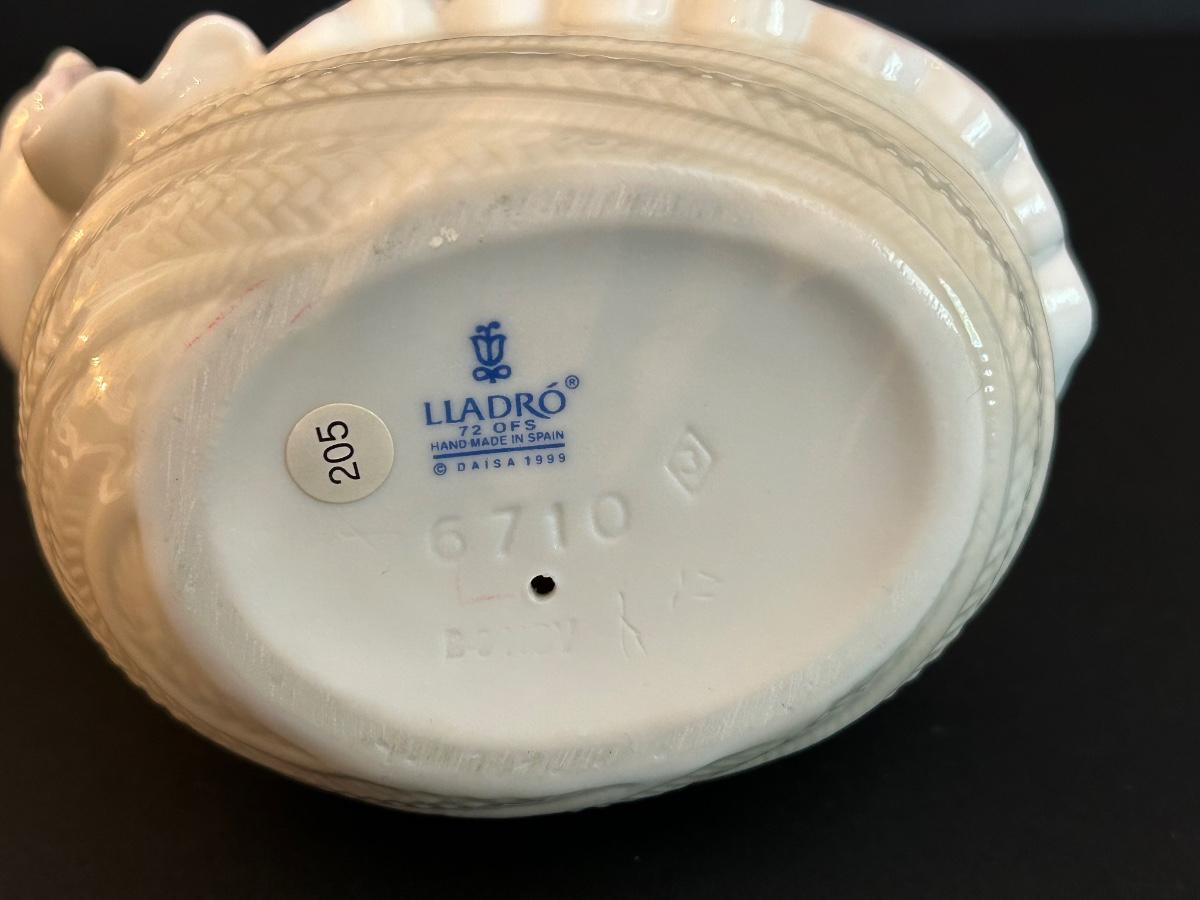 205
LLADRÓ®
72 OFS
HAND MADE IN SPAIN
© DAISA 1999
6710